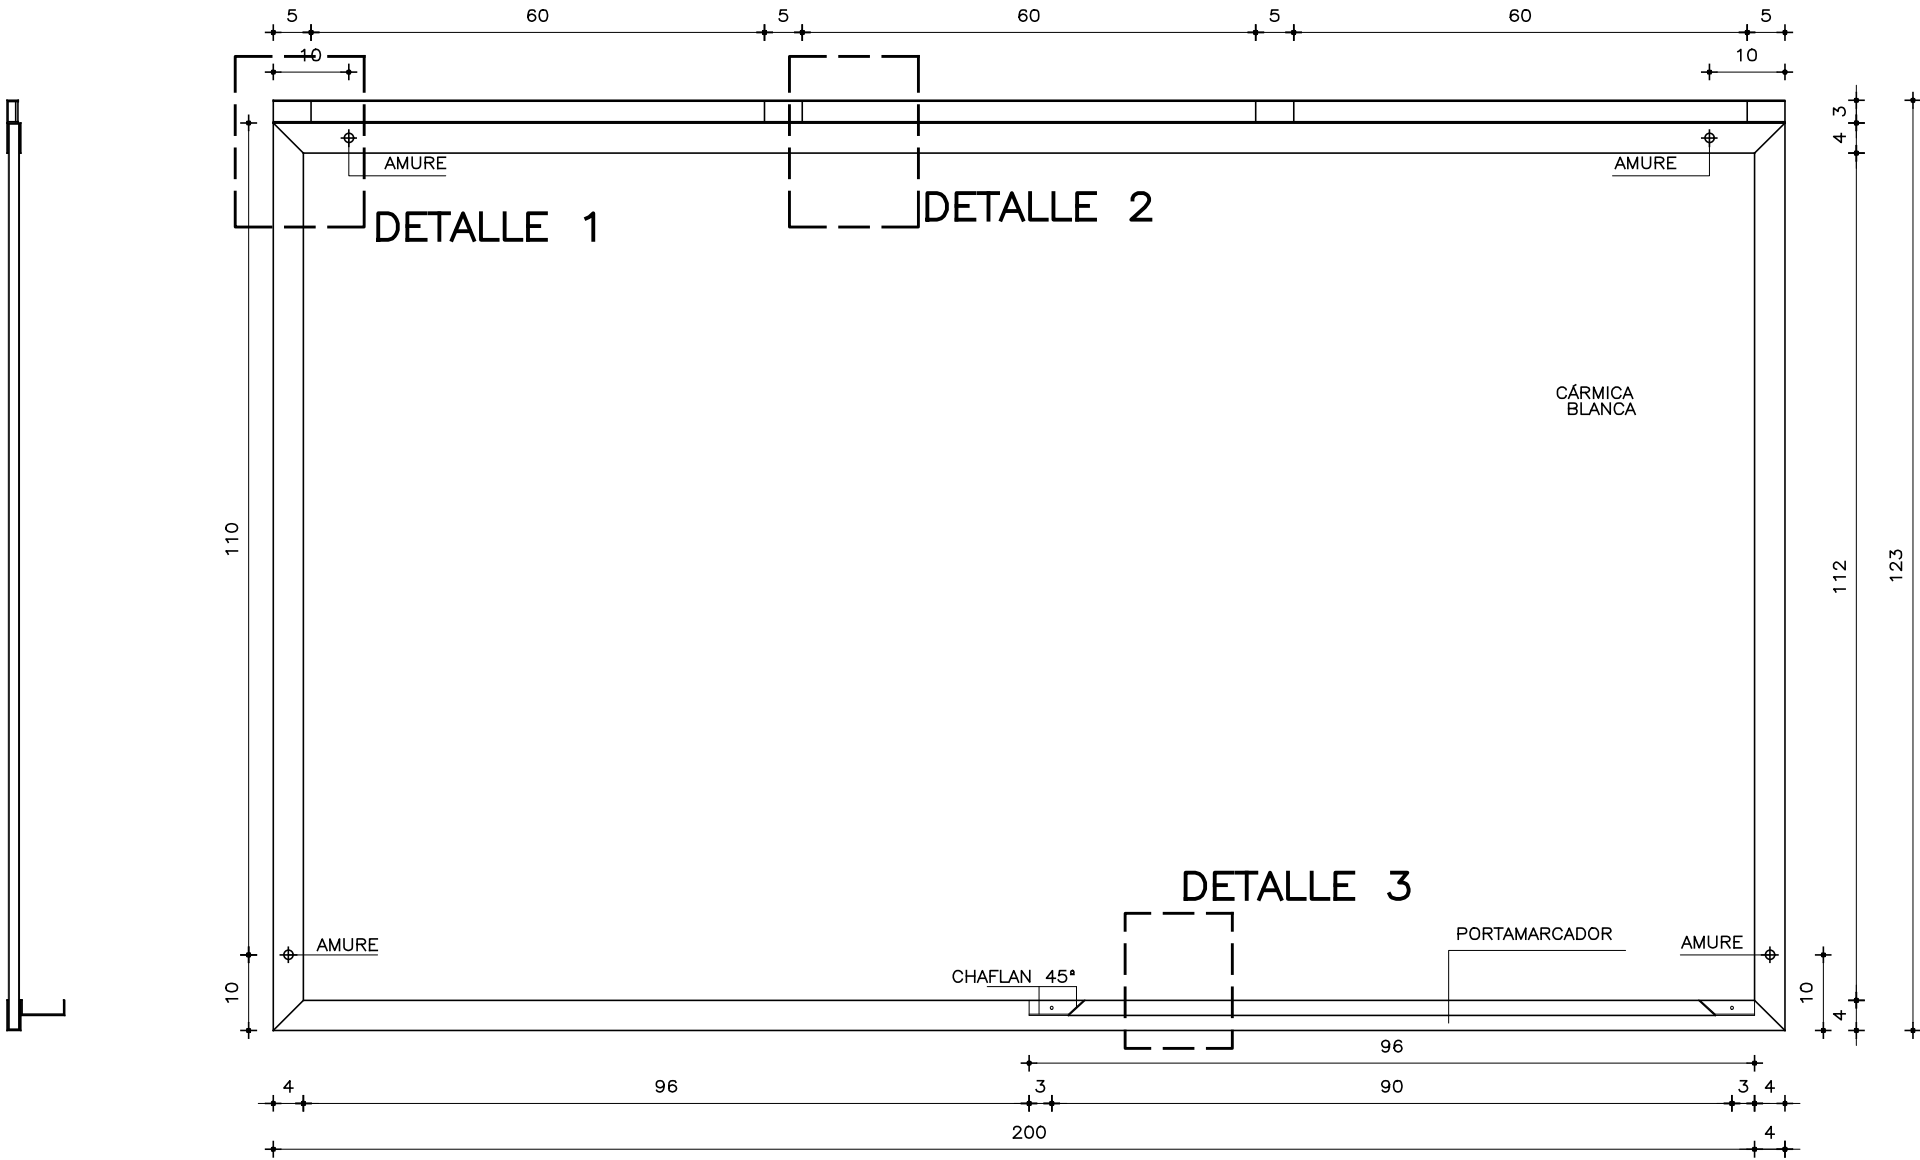 5 60 5 60 5 60 5
10 10
3
4
AMURE AMURE
DETALLE 1 DETALLE 2
CÁRMICA
BLANCA
110 112 123
DETALLE 3
PORTAMARCADOR
AMURE AMURE
CHAFLAN 45ª
10 10 4
96
4 96 3 90 3 4
200 4